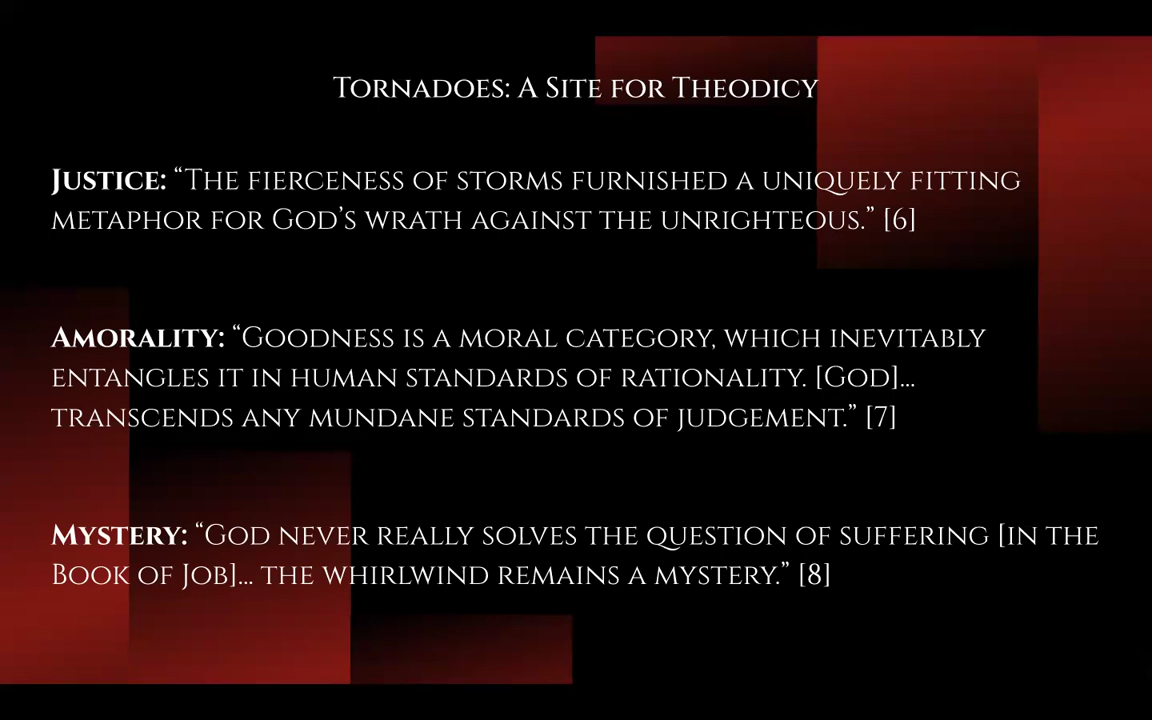 Tornadoes: A Site for Theodicy
Justice: “The fierceness of storms furnished a uniquely fitting
metaphor for God’s wrath against the unrighteous.” [6]
Amorality: “Goodness is a moral category, which inevitably
entangles it in human standards of rationality. [God]...
transcends any mundane standards of judgement.” [7]
Mystery: “God never really solves the question of suffering [in the
Book of Job]... the whirlwind remains a mystery.” [8]